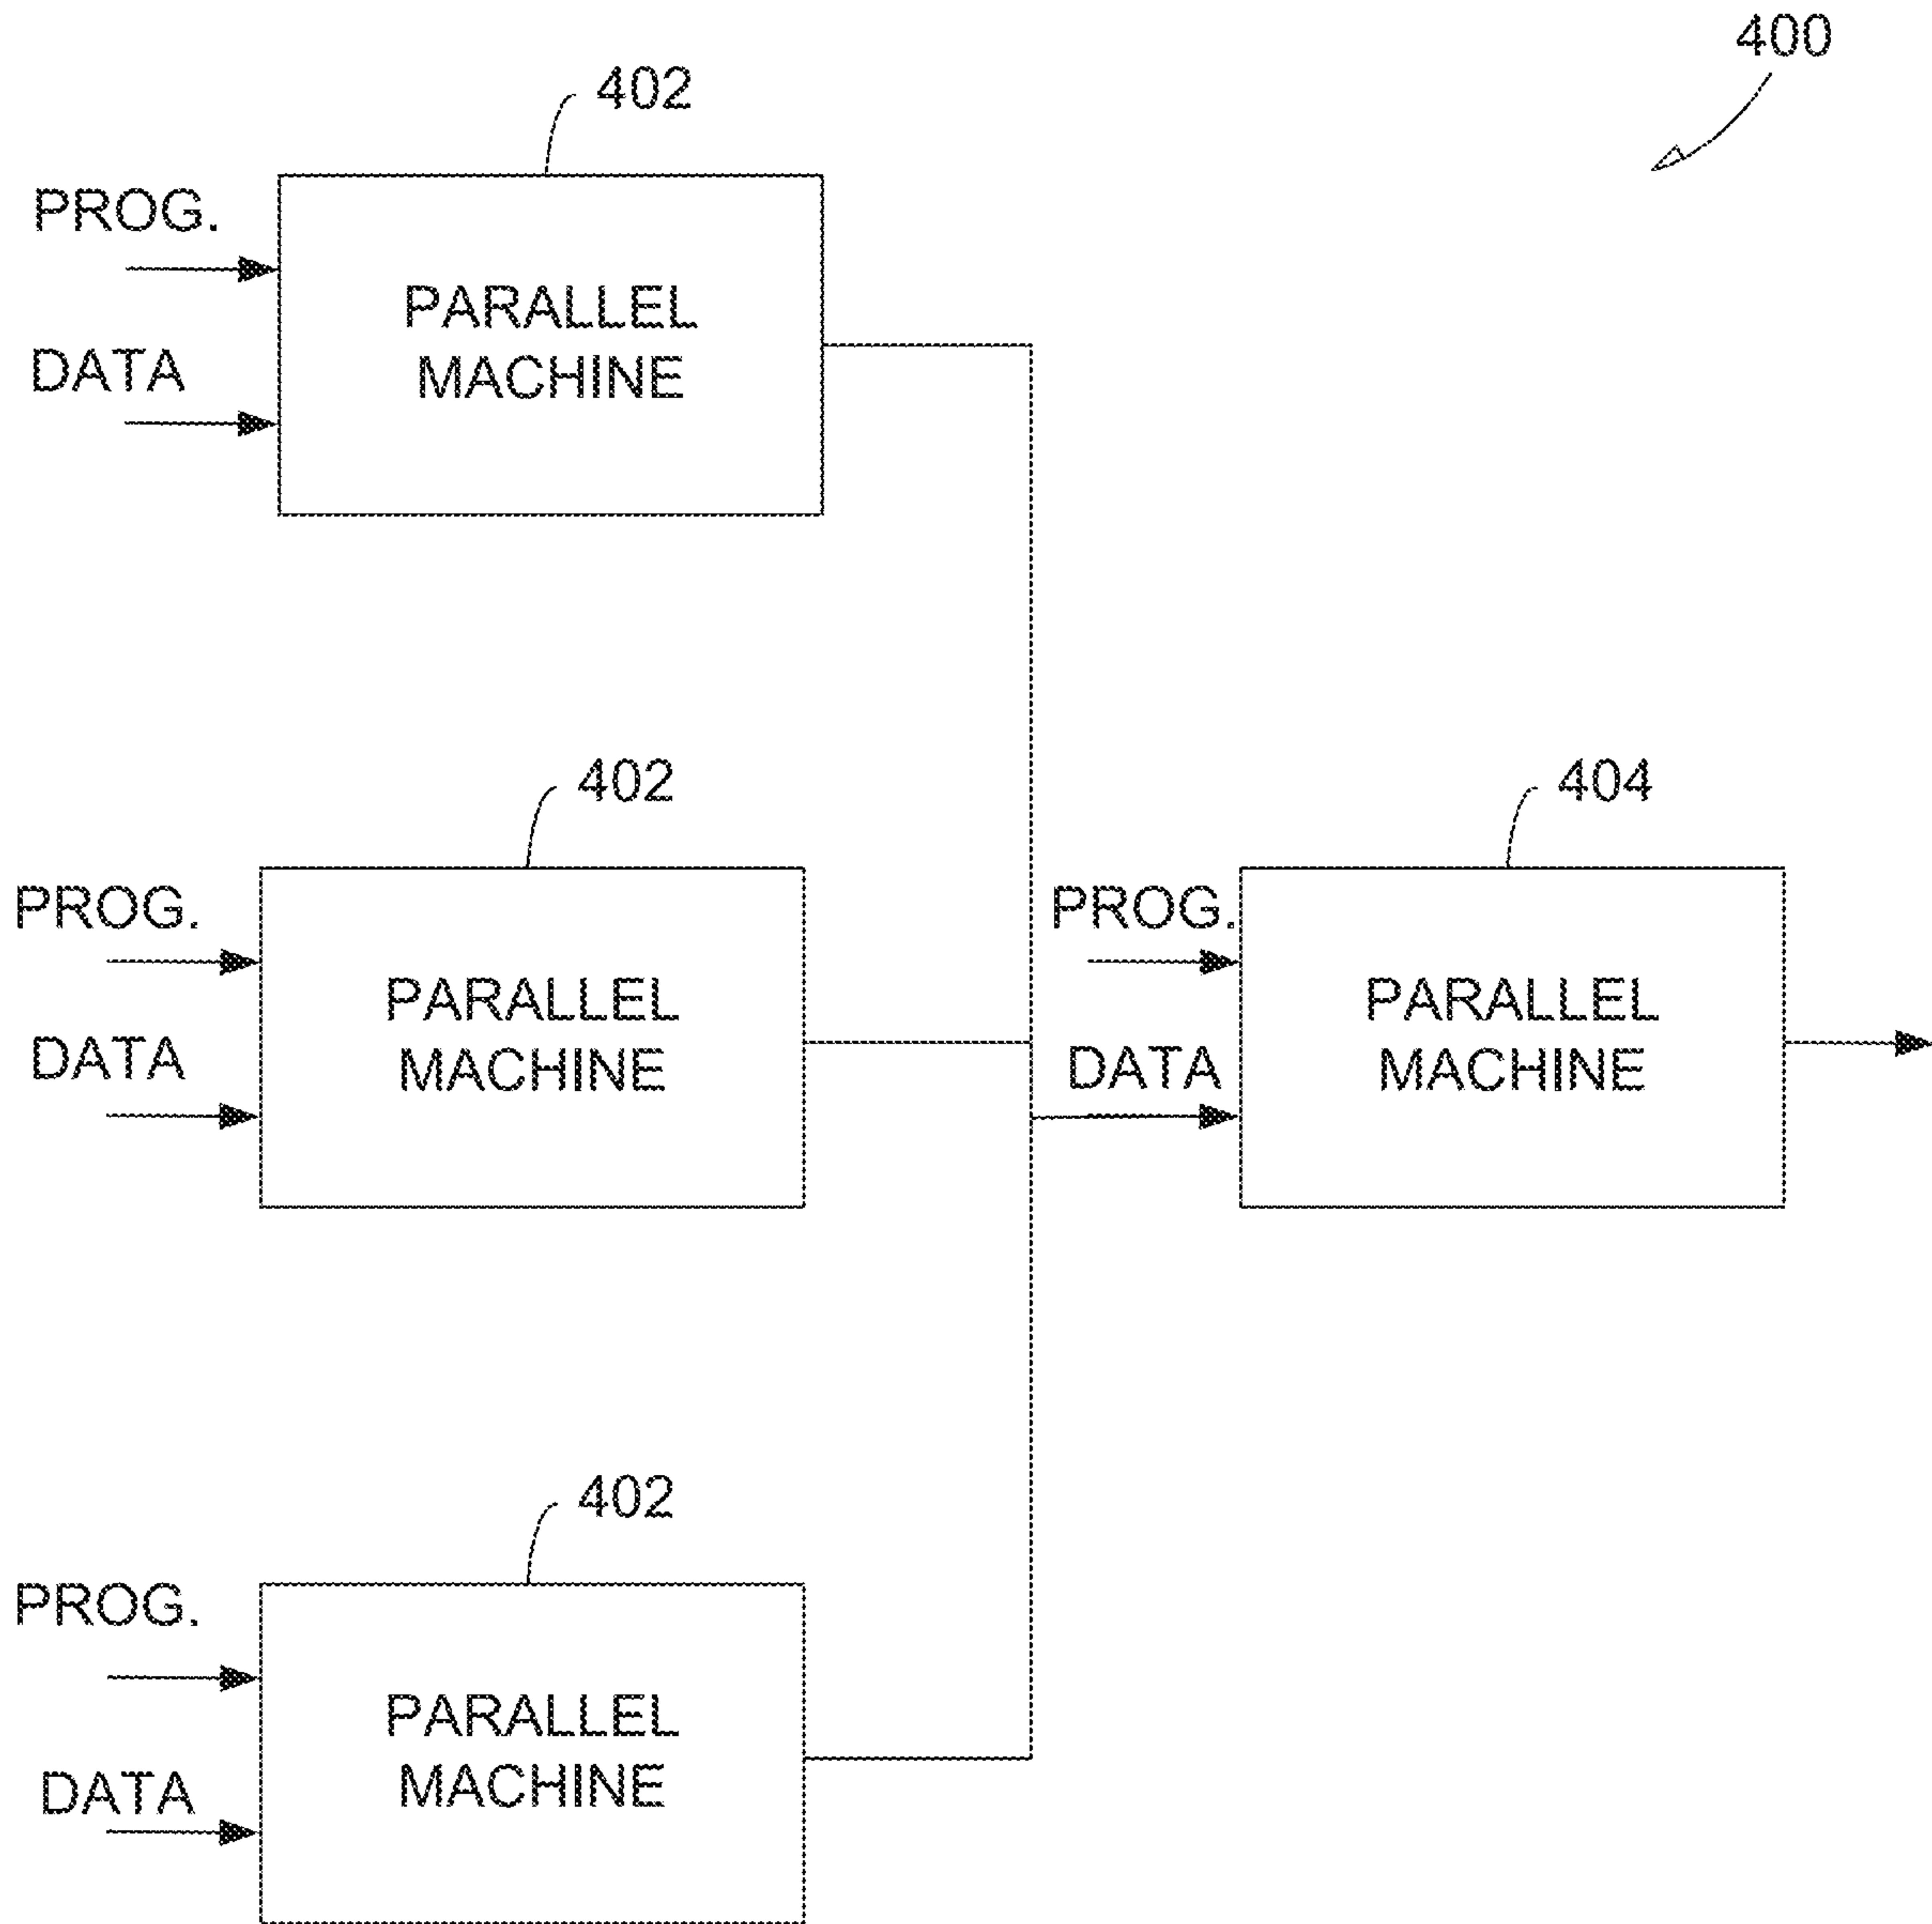 400
402
PROG.
DATA
PARALLEL
MACHINE
402
PROG.
DATA
PARALLEL
MACHINE
404
PROG.
DATA
PARALLEL
MACHINE
402
PROG.
DATA
PARALLEL
MACHINE